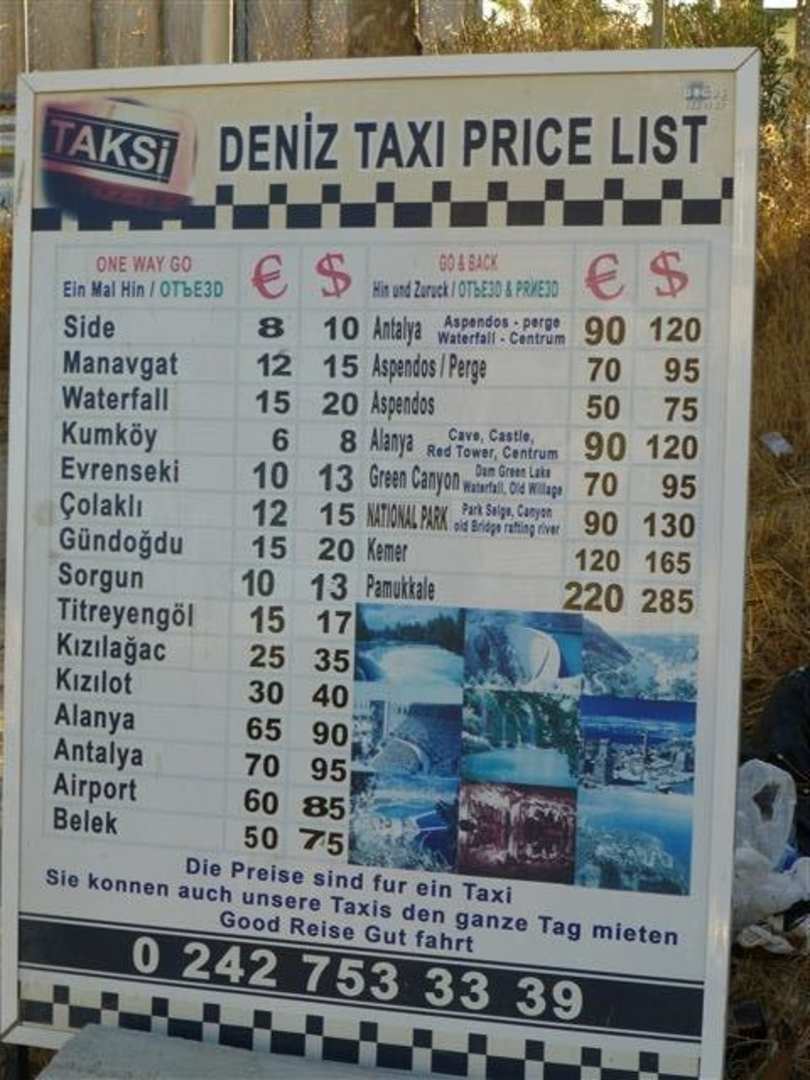 TAKSİ
DENİZ TAXI PRICE LIST
ONE WAY GO € $
Ein Mal Hin / ОТЪЕЗD
Side 8 10
Manavgat 12 15
Waterfall 15 20
Kumköy 6 8
Evrenseki 10 13
Çolaklı 12 15
Gündoğdu 15 20
Sorgun 10 13
Titreyengöl 15 17
Kızılağac 25 35
Kızılot 30 40
Alanya 65 90
Antalya 70 95
Airport 60 85
Belek 50 75
GO & BACK € $
Hin und Zuruck / ОТЪЕЗD & PRИЕЗD
Antalya Aspendos - perge 90 120
Waterfall - Centrum
Aspendos / Perge 70 95
Aspendos 50 75
Alanya Cave, Castle, 90 120
Red Tower, Centrum
Green Canyon Dam Green Lake 70 95
Waterfall, Old Willage
NATIONAL PARK Park Selge, Canyon 90 130
old Bridge rafting river
Kemer 120 165
Pamukkale 220 285
Die Preise sind fur ein Taxi
Sie konnen auch unsere Taxis den ganze Tag mieten
Good Reise Gut fahrt
0 242 753 33 39